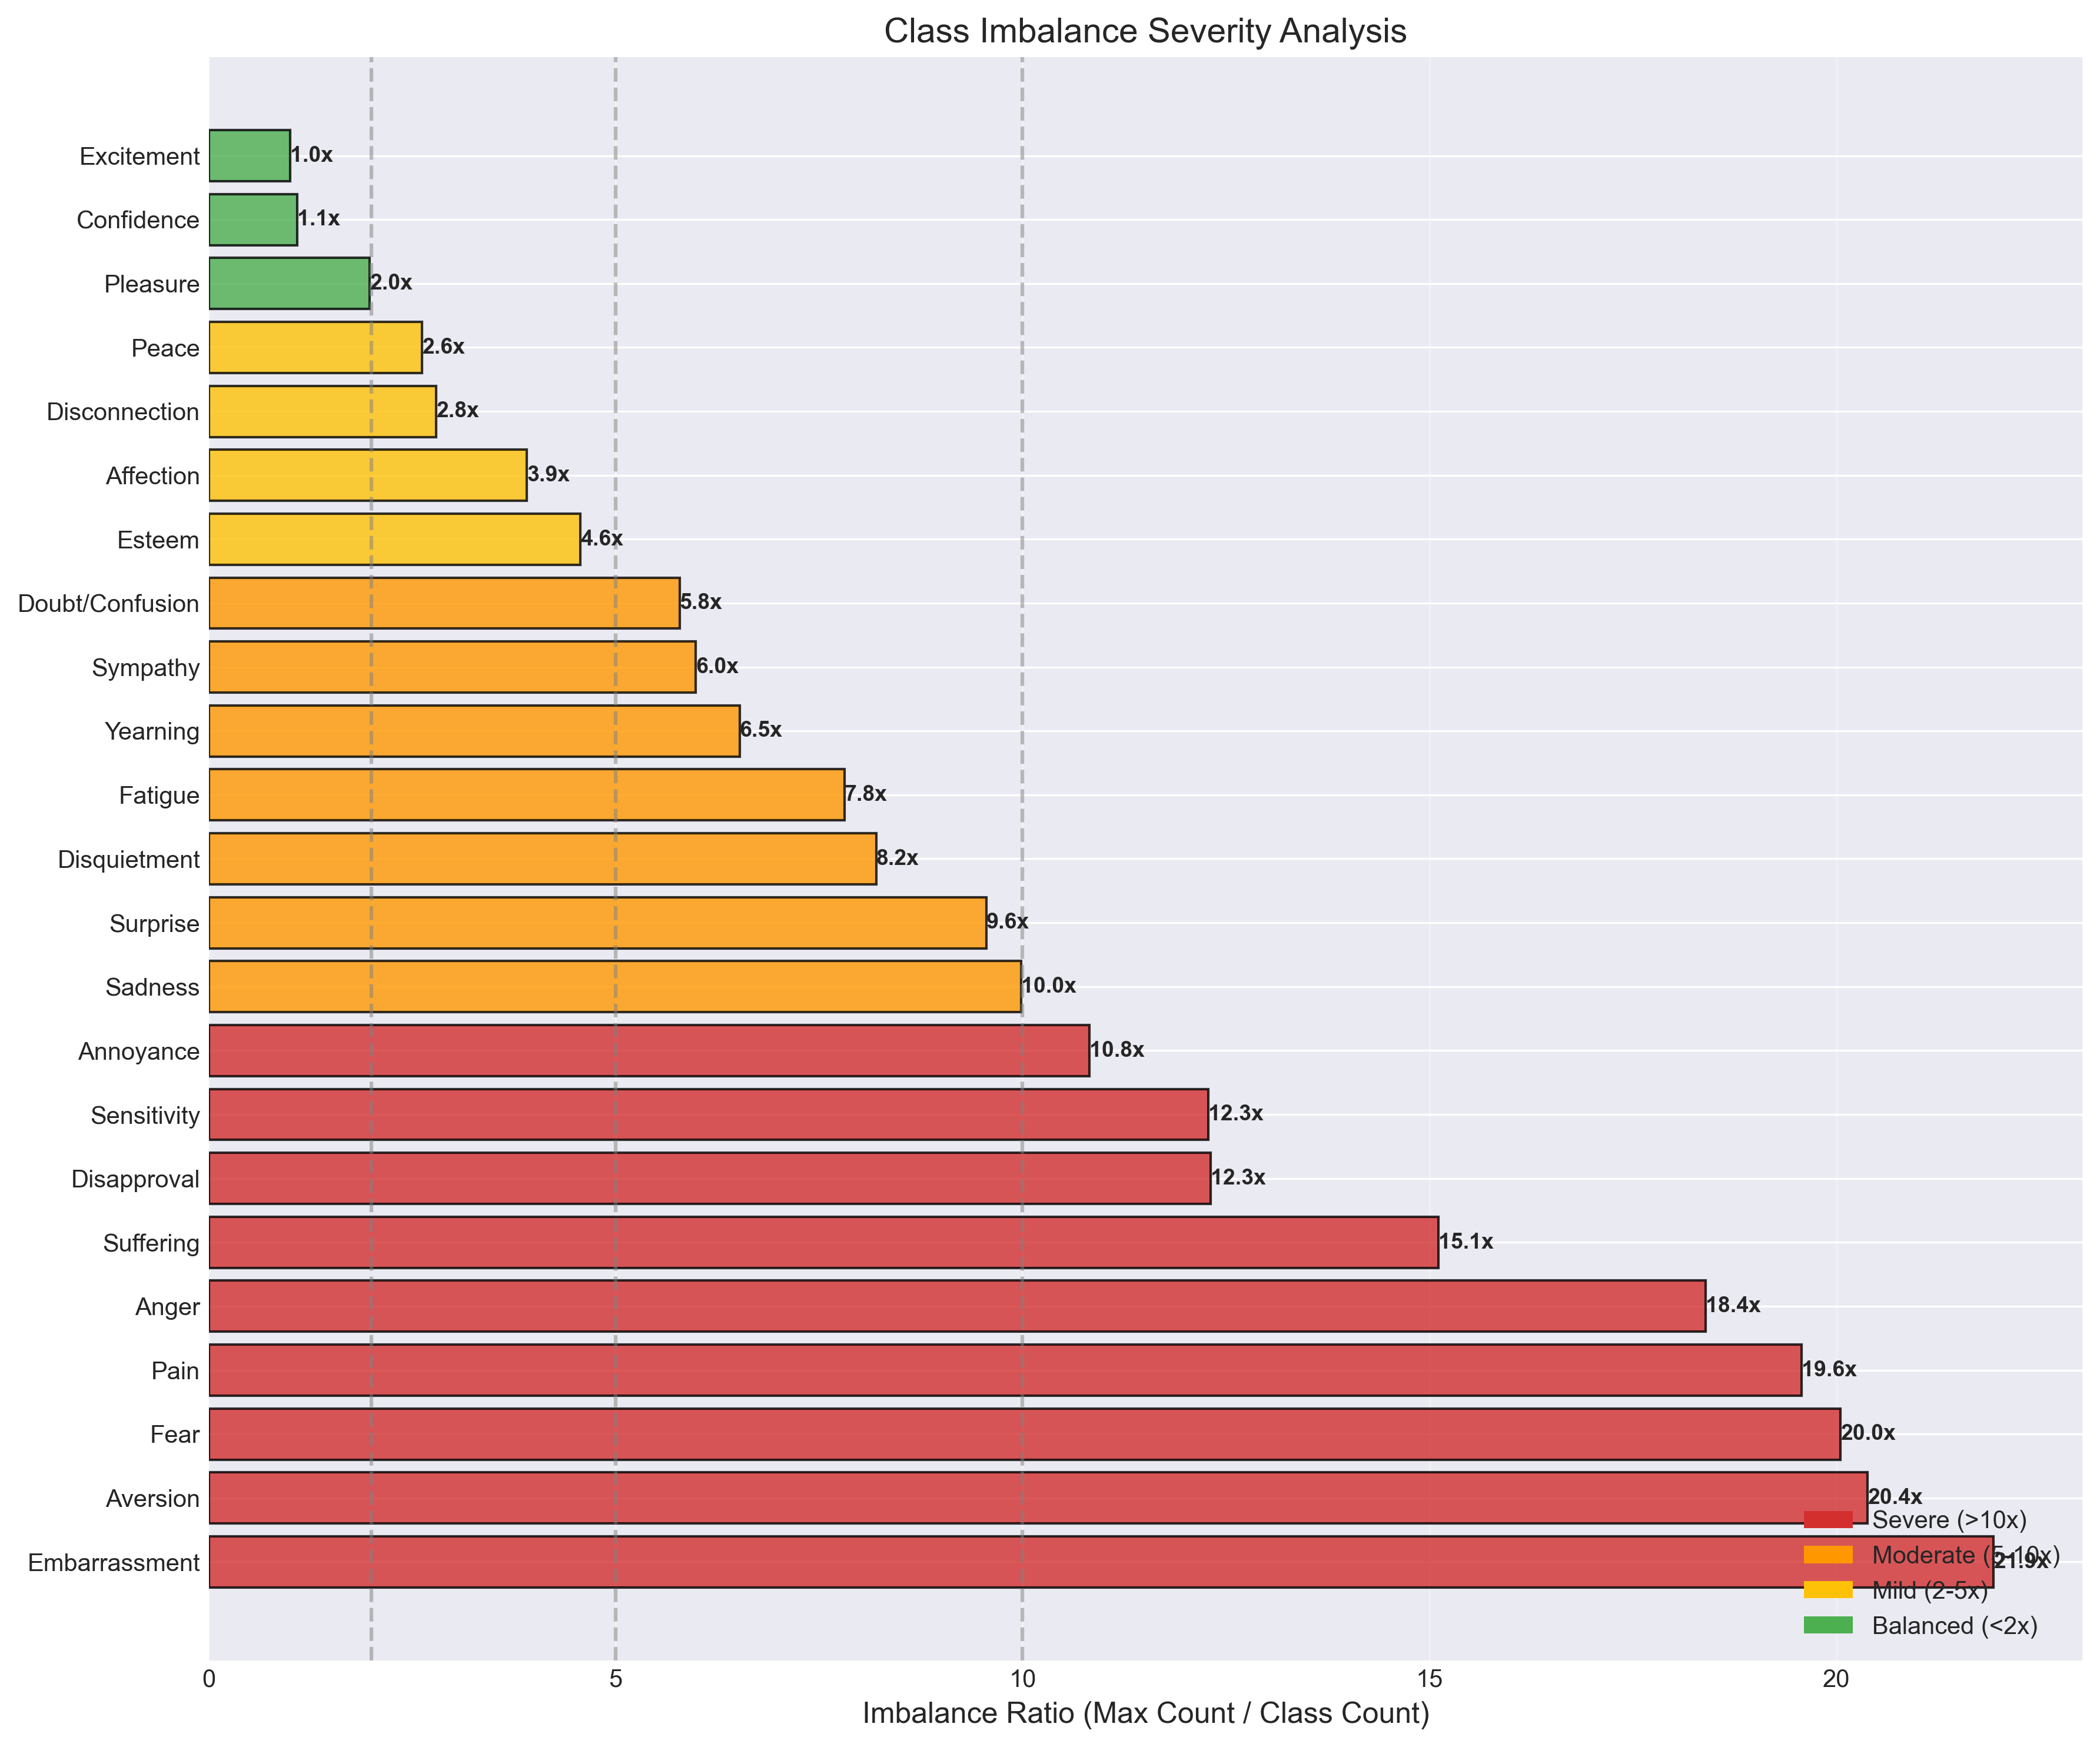 Class Imbalance Severity Analysis
Excitement 1.0x
Confidence 1.1x
Pleasure 2.0x
Peace 2.6x
Disconnection 2.8x
Affection 3.9x
Esteem 4.6x
Doubt/Confusion 5.8x
Sympathy 6.0x
Yearning 6.5x
Fatigue 7.8x
Disquietment 8.2x
Surprise 9.6x
Sadness 10.0x
Annoyance 10.8x
Sensitivity 12.3x
Disapproval 12.3x
Suffering 15.1x
Anger 18.4x
Pain 19.6x
Fear 20.0x
Aversion 20.4x
Embarrassment 21.9x
Severe (>10x)
Moderate (5-10x)
Mild (2-5x)
Balanced (<2x)
0 5 10 15 20
Imbalance Ratio (Max Count / Class Count)